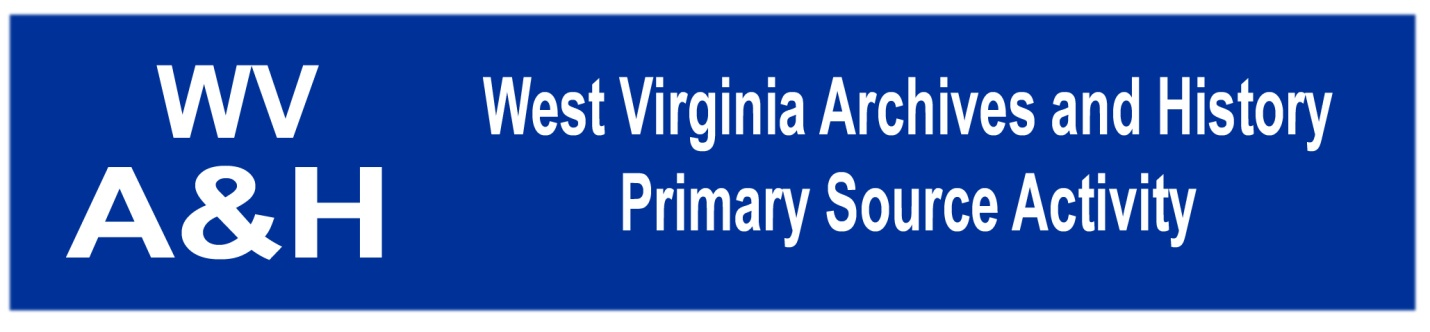 WV
A&H
West Virginia Archives and History
Primary Source Activity